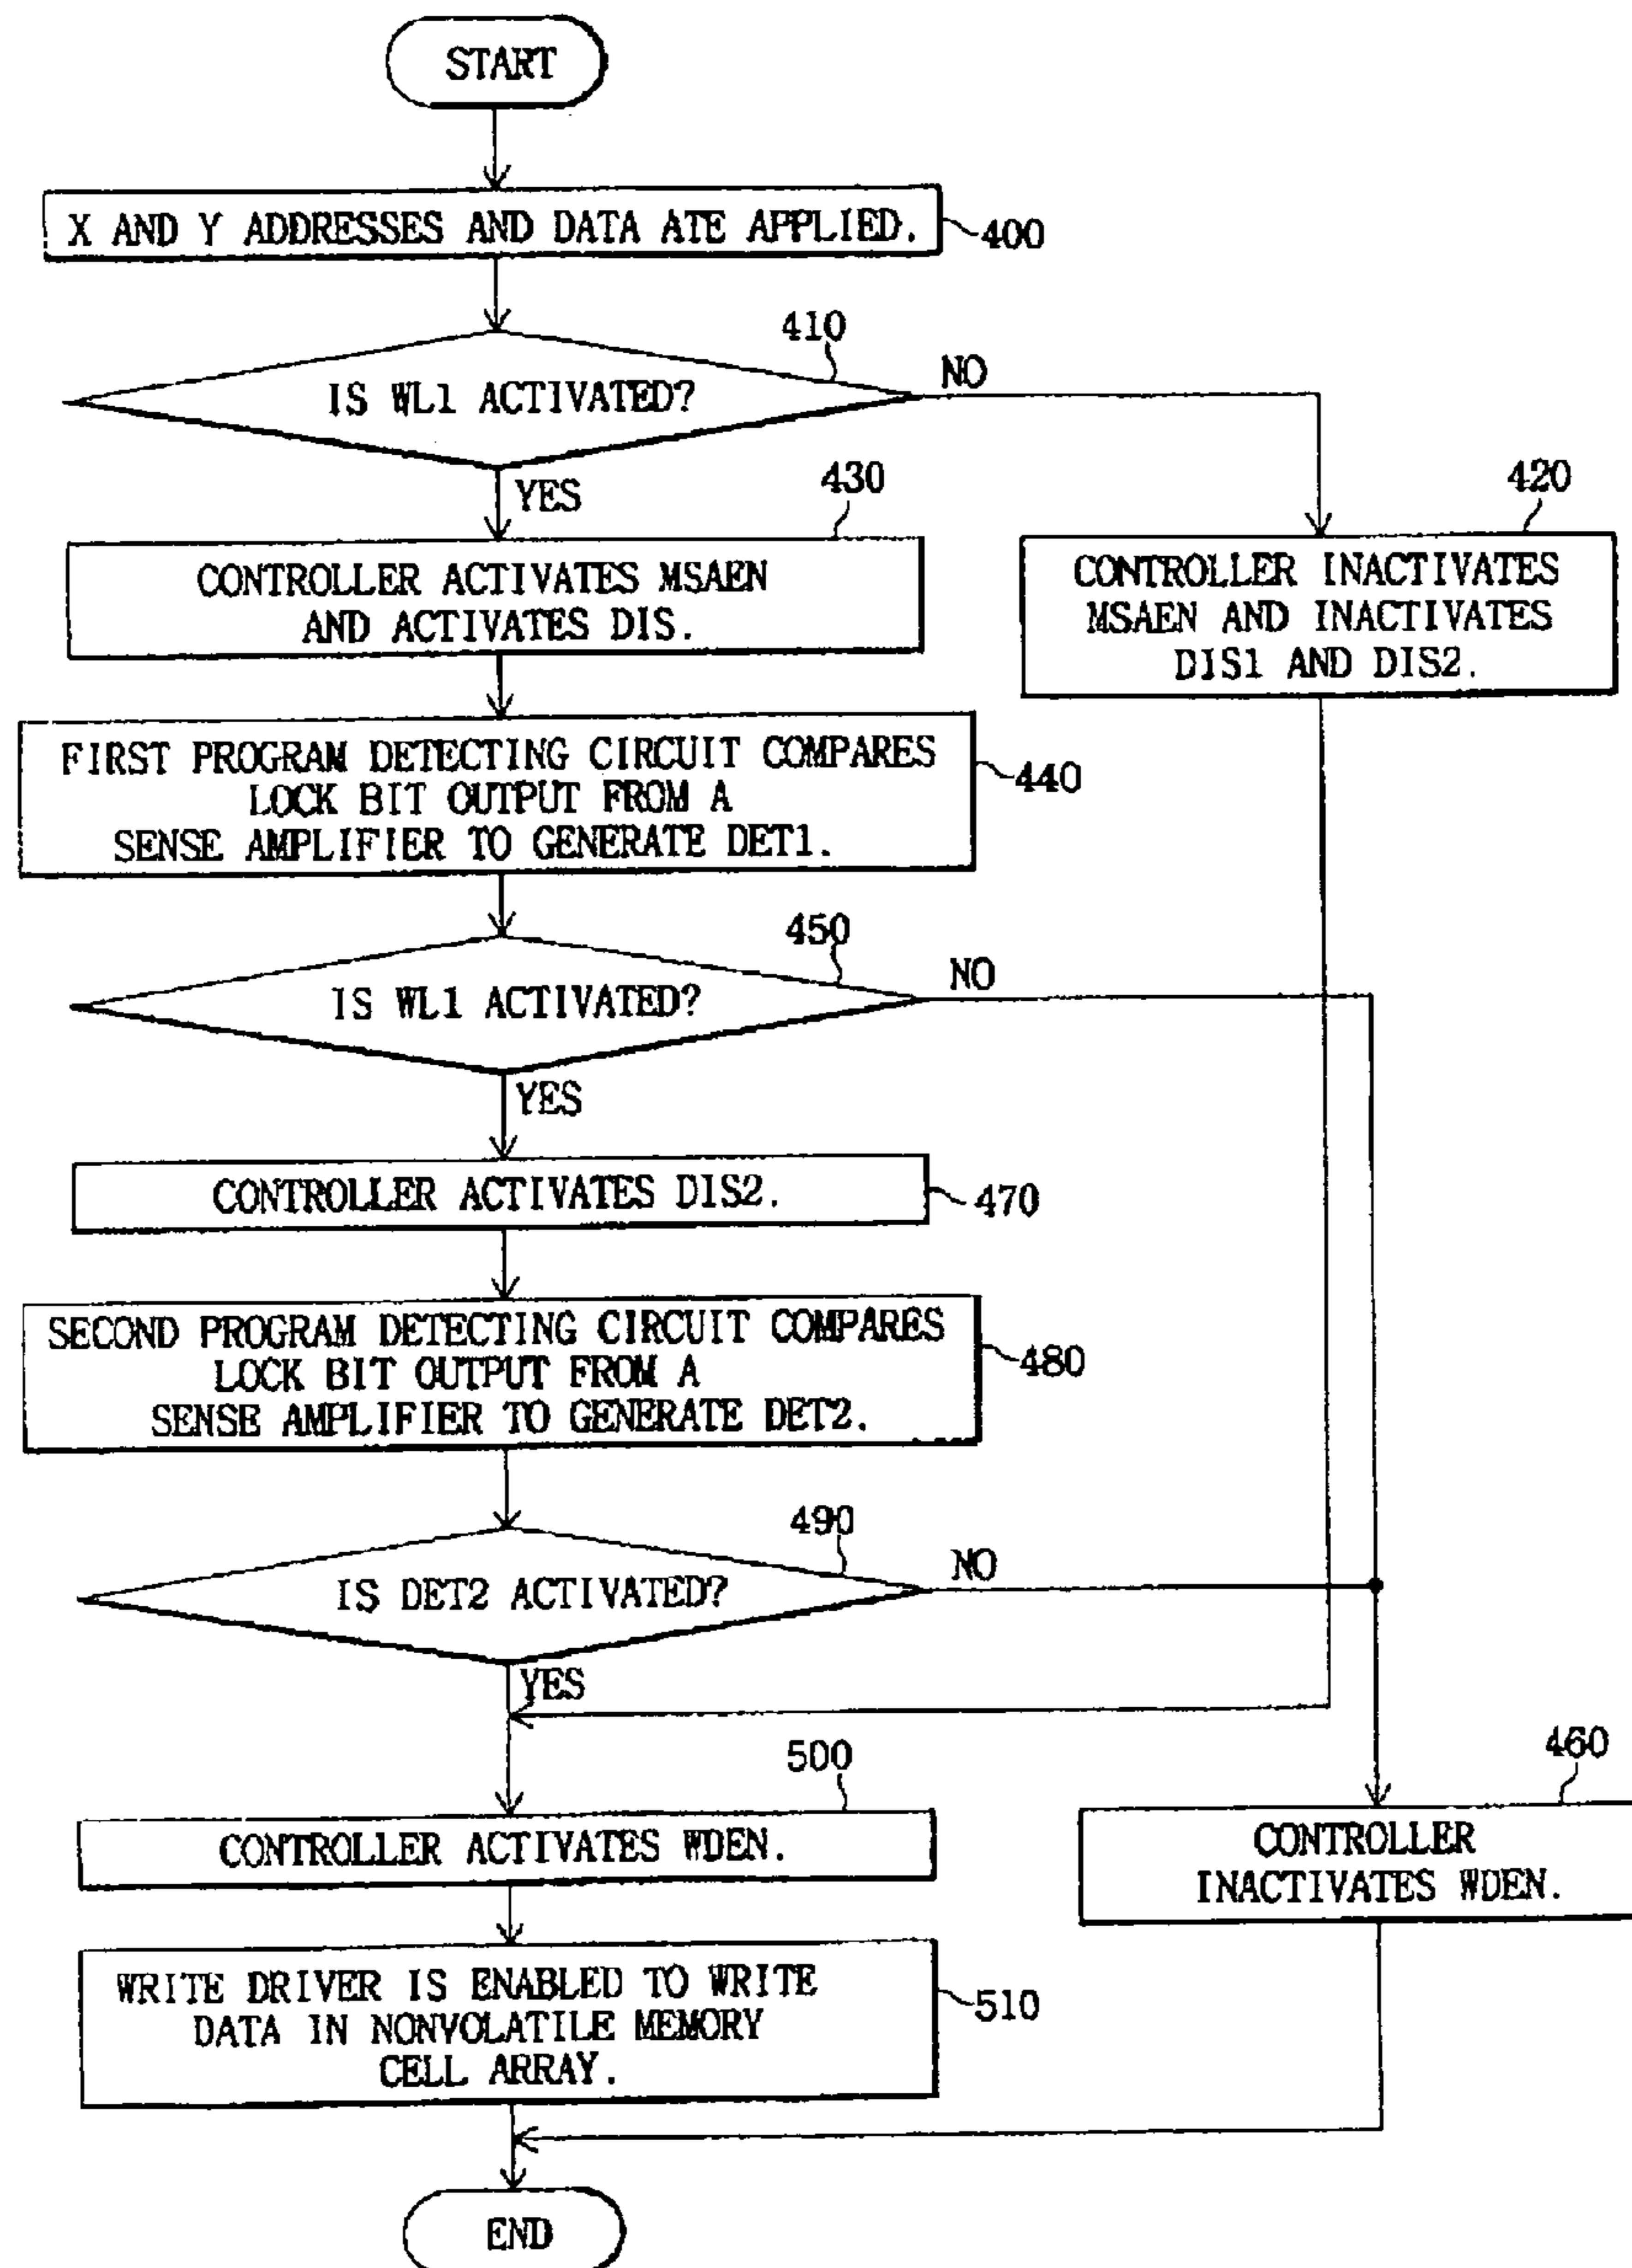 START
X AND Y ADDRESSES AND DATA ATE APPLIED.
400
410
IS WL1 ACTIVATED?
NO
YES
430
CONTROLLER ACTIVATES MSAEN
AND ACTIVATES DIS.
420
CONTROLLER INACTIVATES
MSAEN AND INACTIVATES
DIS1 AND DIS2.
FIRST PROGRAM DETECTING CIRCUIT COMPARES
LOCK BIT OUTPUT FROM A
SENSE AMPLIFIER TO GENERATE DET1.
440
450
IS WL1 ACTIVATED?
NO
YES
CONTROLLER ACTIVATES DIS2.
470
SECOND PROGRAM DETECTING CIRCUIT COMPARES
LOCK BIT OUTPUT FROM A
SENSE AMPLIFIER TO GENERATE DET2.
480
490
IS DET2 ACTIVATED?
NO
YES
500
CONTROLLER ACTIVATES WDEN.
460
CONTROLLER
INACTIVATES WDEN.
WRITE DRIVER IS ENABLED TO WRITE
DATA IN NONVOLATILE MEMORY
CELL ARRAY.
510
END